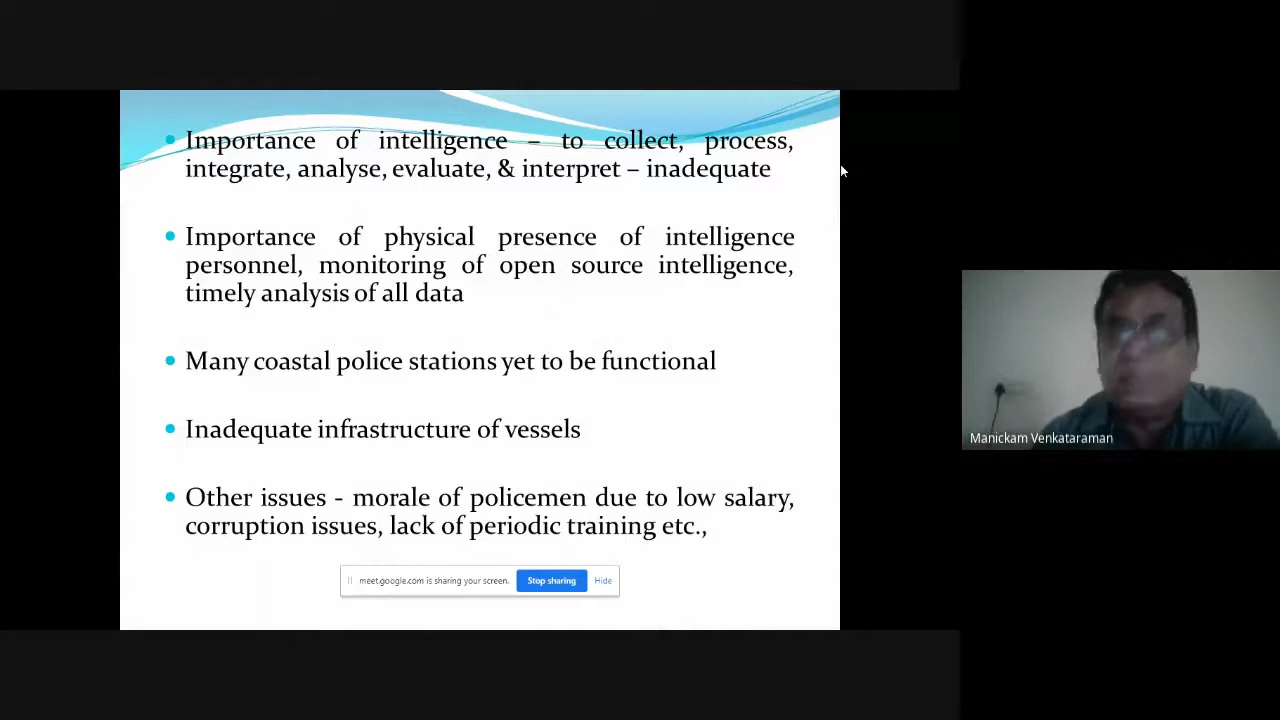 Importance of intelligence – to collect, process,
integrate, analyse, evaluate, & interpret – inadequate
Importance of physical presence of intelligence
personnel, monitoring of open source intelligence,
timely analysis of all data
Many coastal police stations yet to be functional
Inadequate infrastructure of vessels
Other issues - morale of policemen due to low salary,
corruption issues, lack of periodic training etc.,
meet.google.com is sharing your screen. Stop sharing Hide
Manickam Venkataraman